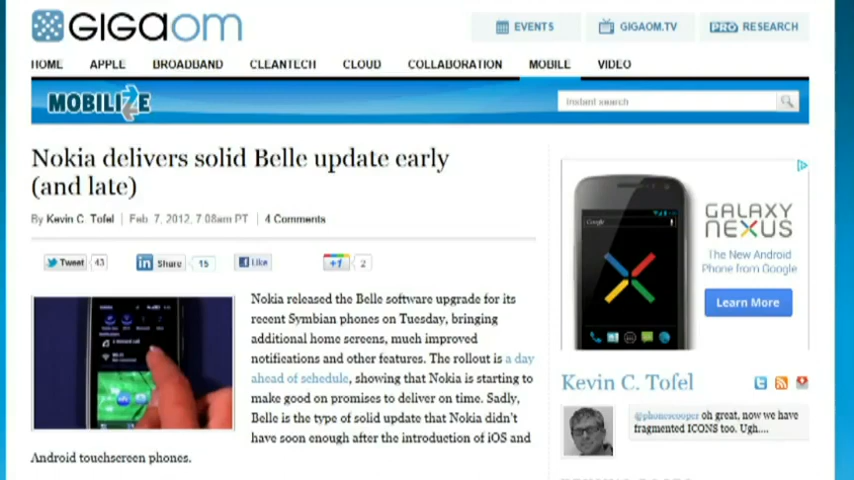 GIGAOM
EVENTS
GIGAOM.TV
PRO RESEARCH
HOME APPLE BROADBAND CLEANTECH CLOUD COLLABORATION MOBILE VIDEO
MOBILIZE
Instant search
Nokia delivers solid Belle update early
(and late)
By Kevin C. Tofel | Feb. 7, 2012, 7:08am PT | 4 Comments
Tweet 43
in Share 15
Like
+1 2
Nokia released the Belle software upgrade for its
recent Symbian phones on Tuesday, bringing
additional home screens, much improved
notifications and other features. The rollout is a day
ahead of schedule, showing that Nokia is starting to
make good on promises to deliver on time. Sadly,
Belle is the type of solid update that Nokia didn't
have soon enough after the introduction of iOS and
Android touchscreen phones.
Google
GALAXY
NEXUS
The New Android
Phone from Google
Learn More
Kevin C. Tofel
@phonescooper oh great, now we have
fragmented ICONS too. Ugh....